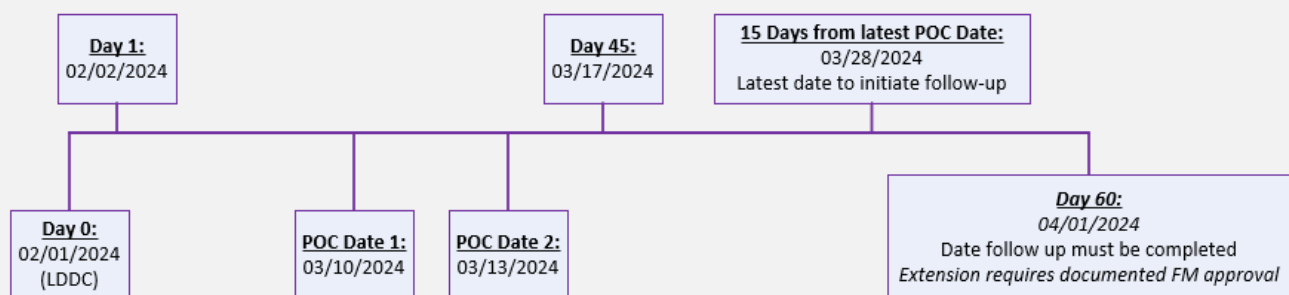 Day 1:
02/02/2024
Day 45:
03/17/2024
15 Days from latest POC Date:
03/28/2024
Latest date to initiate follow-up
Day 0:
02/01/2024
(LDDC)
POC Date 1:
03/10/2024
POC Date 2:
03/13/2024
Day 60:
04/01/2024
Date follow up must be completed
Extension requires documented FM approval